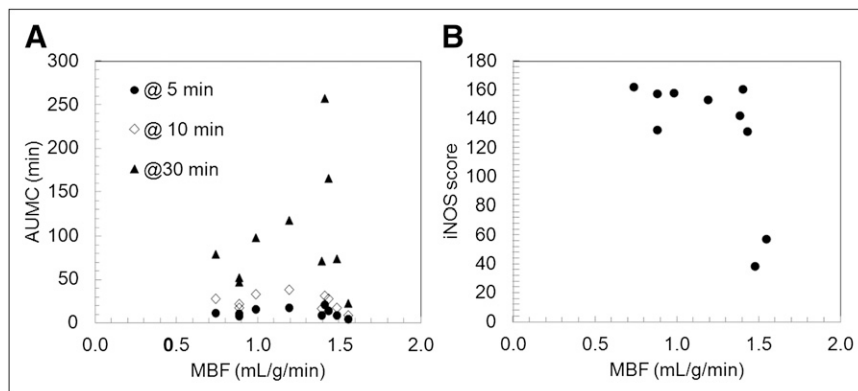 A
300
250
200
150
100
50
0
AUMC (min)
@ 5 min
@ 10 min
@30 min
0.0 0.5 1.0 1.5 2.0
MBF (mL/g/min)
B
180
160
140
120
100
80
60
40
20
0
iNOS score
0.0 0.5 1.0 1.5 2.0
MBF (mL/g/min)